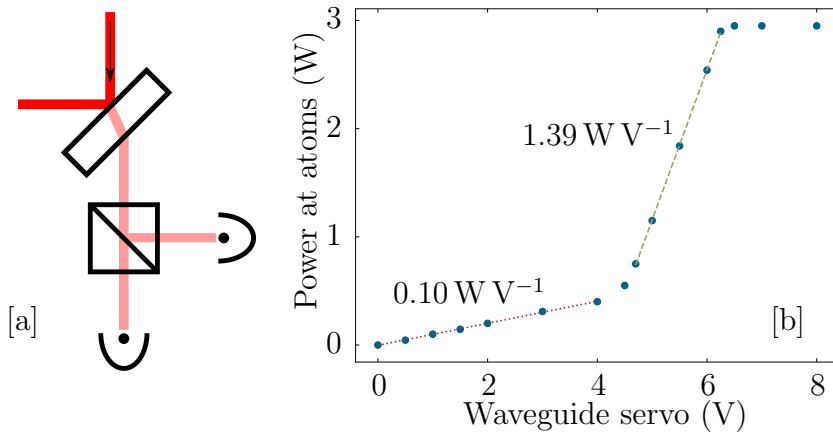 [a]
Power at atoms (W)
3
2
1
0
1.39 W V⁻¹
0.10 W V⁻¹
[b]
0 2 4 6 8
Waveguide servo (V)